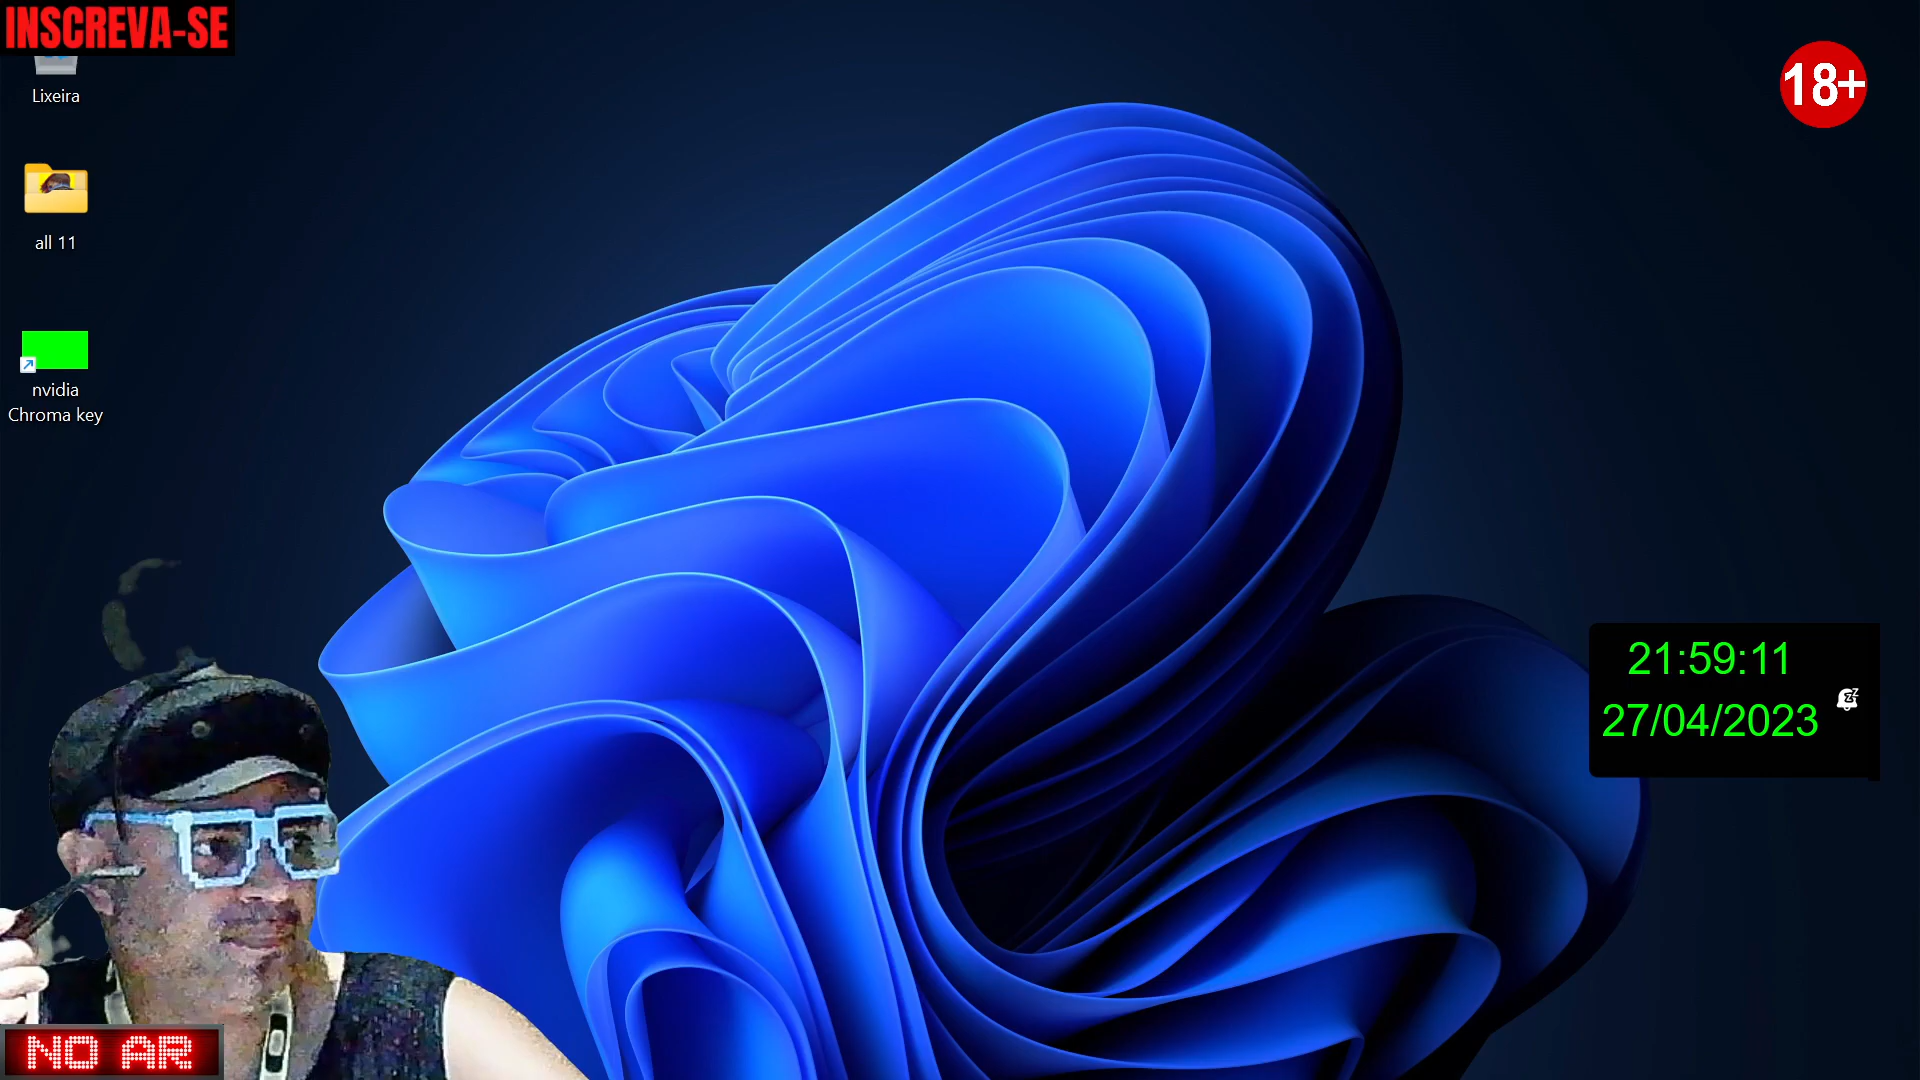 INSCREVA-SE
18+
Lixeira
all 11
nvidia
Chroma key
21:59:11
27/04/2023
NO AR